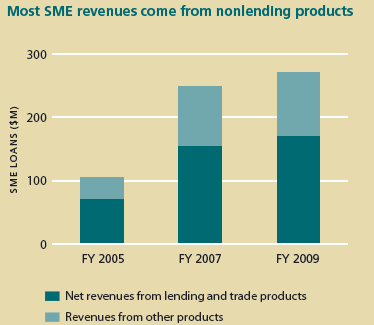 Most SME revenues come from nonlending products
SME LOANS ($M)
300
200
100
0
FY 2005
FY 2007
FY 2009
Net revenues from lending and trade products
Revenues from other products